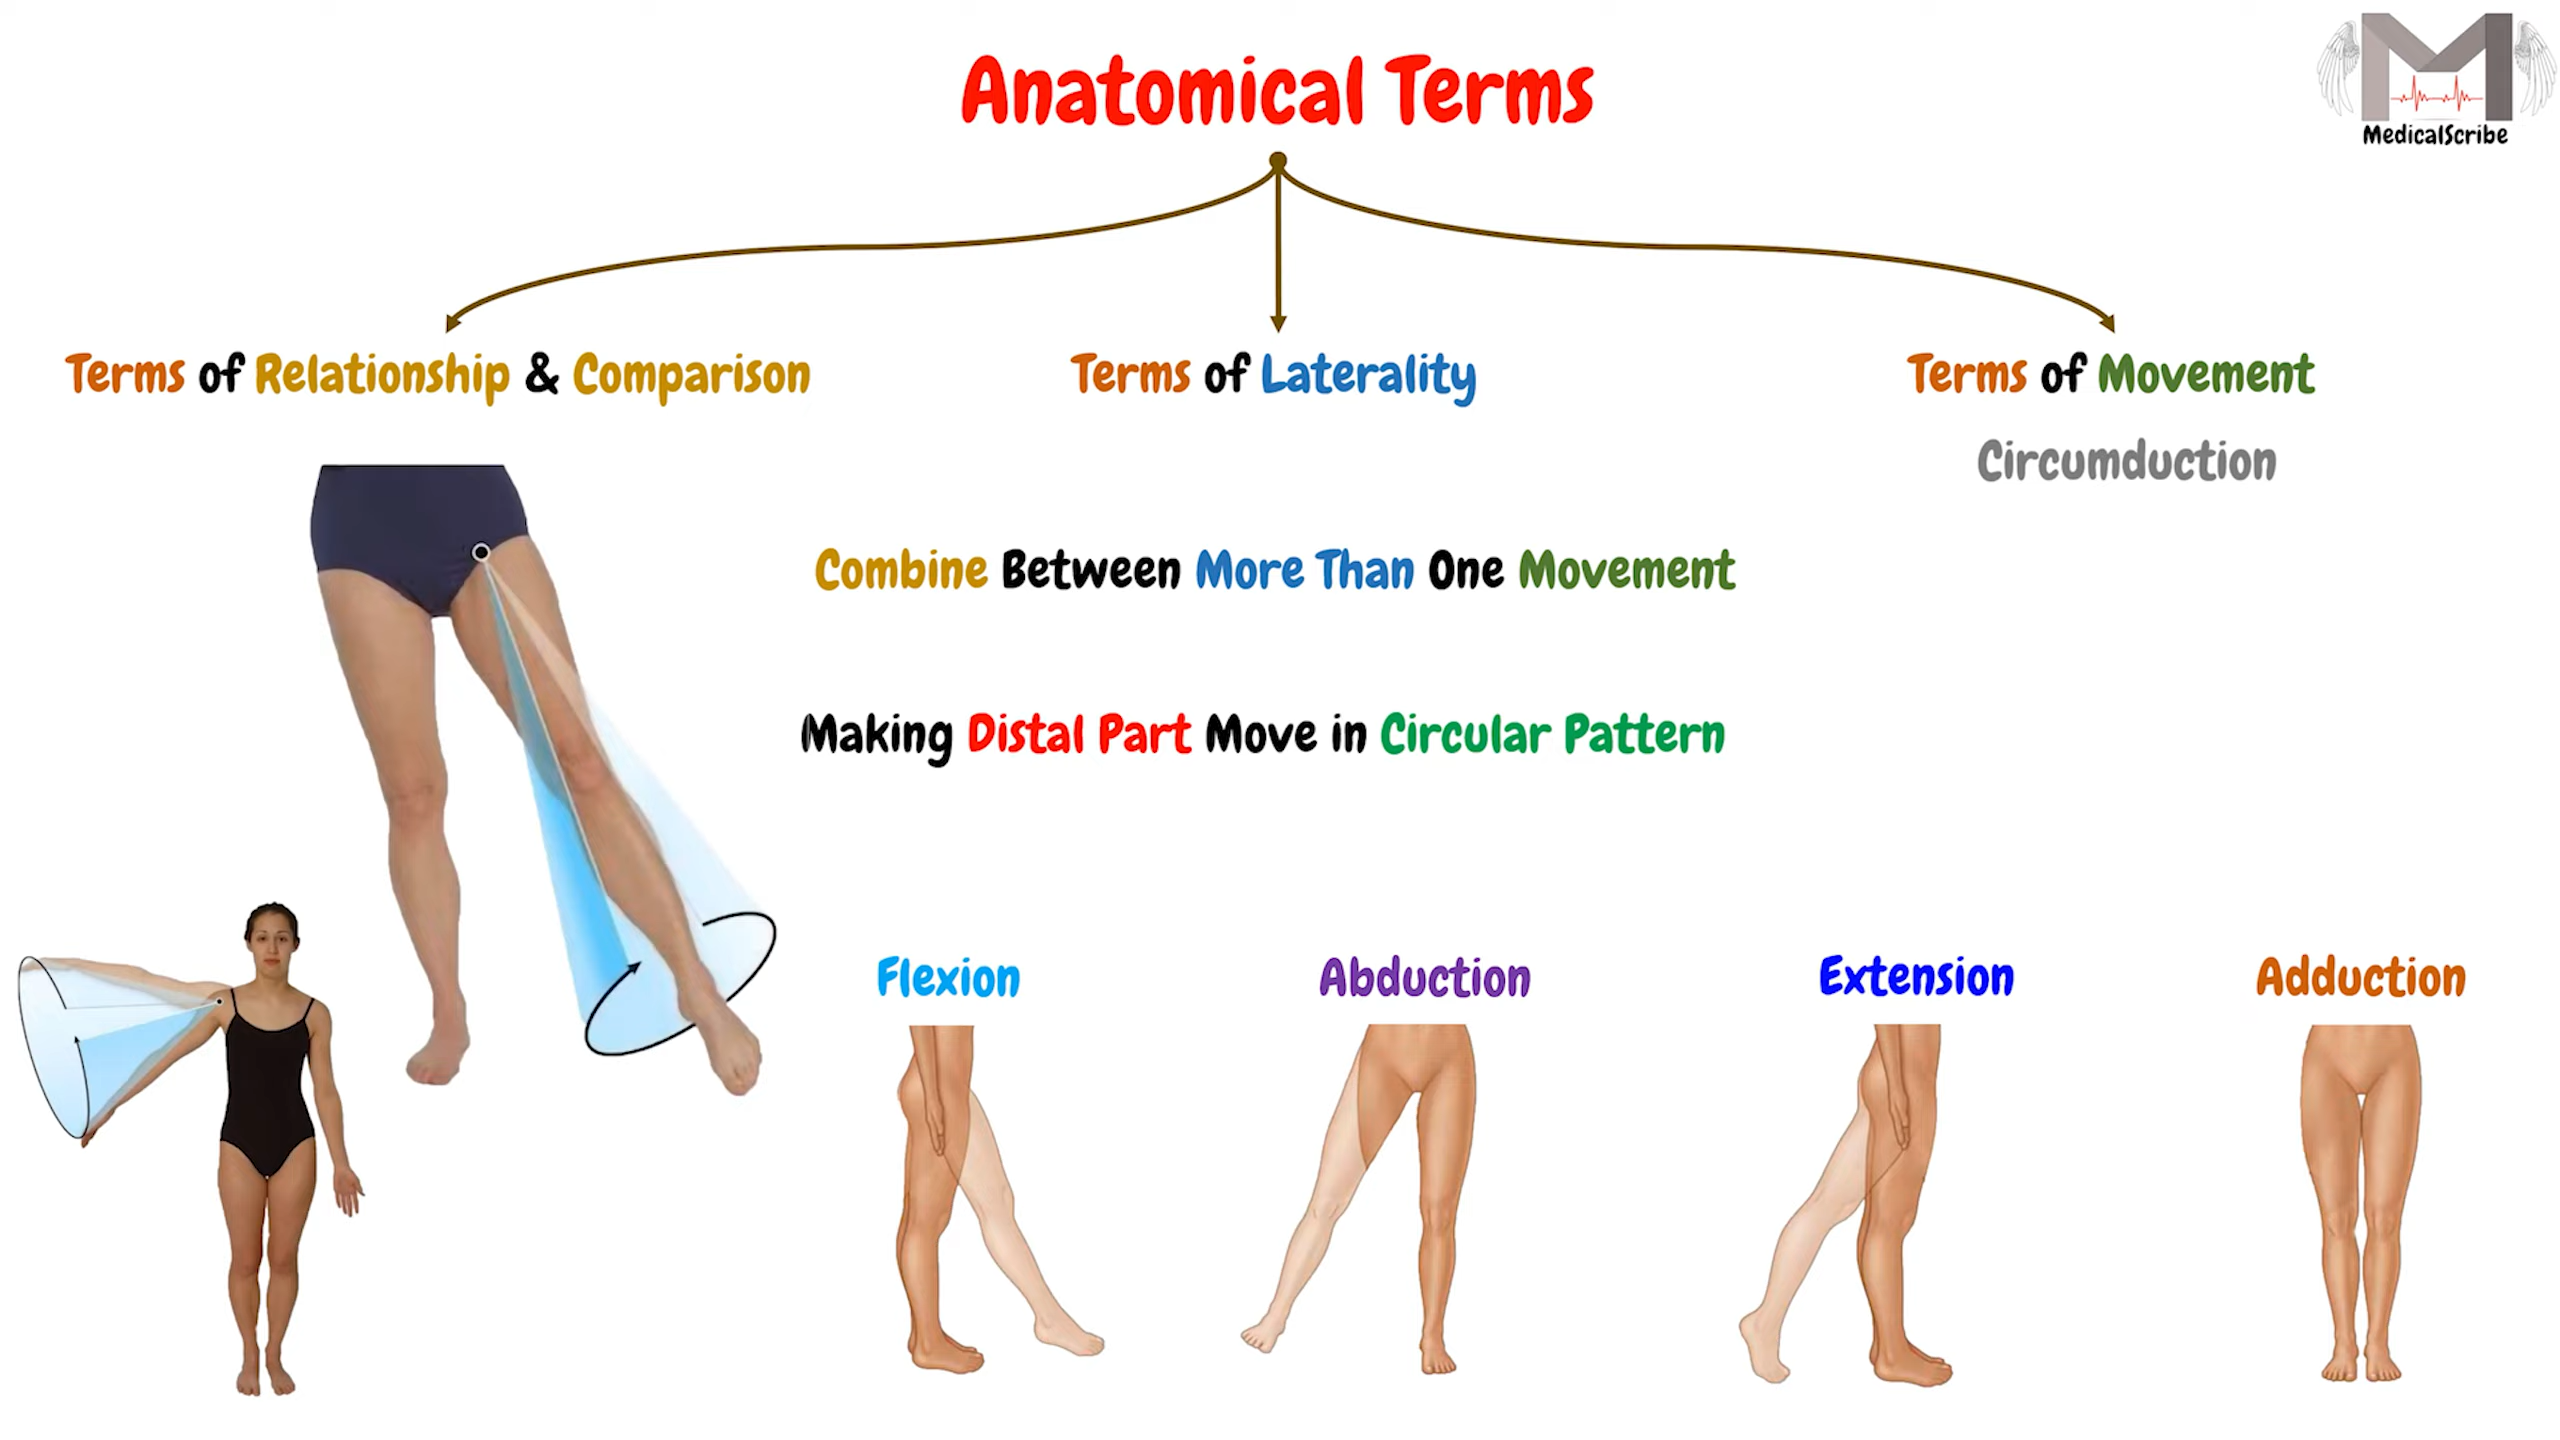 Anatomical Terms
MedicalScribe
Terms of Relationship & Comparison
Terms of Laterality
Terms of Movement
Circumduction
Combine Between More Than One Movement
Making Distal Part Move in Circular Pattern
Flexion
Abduction
Extension
Adduction